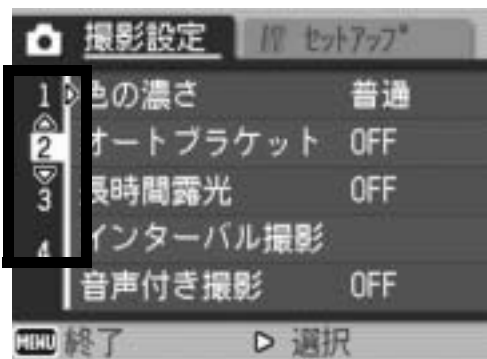 撮影設定 セットアップ
1 色の濃さ 普通
2 オートブラケット OFF
3 長時間露光 OFF
4 インターバル撮影
音声付き撮影 OFF
MENU 終了 ▷ 選択